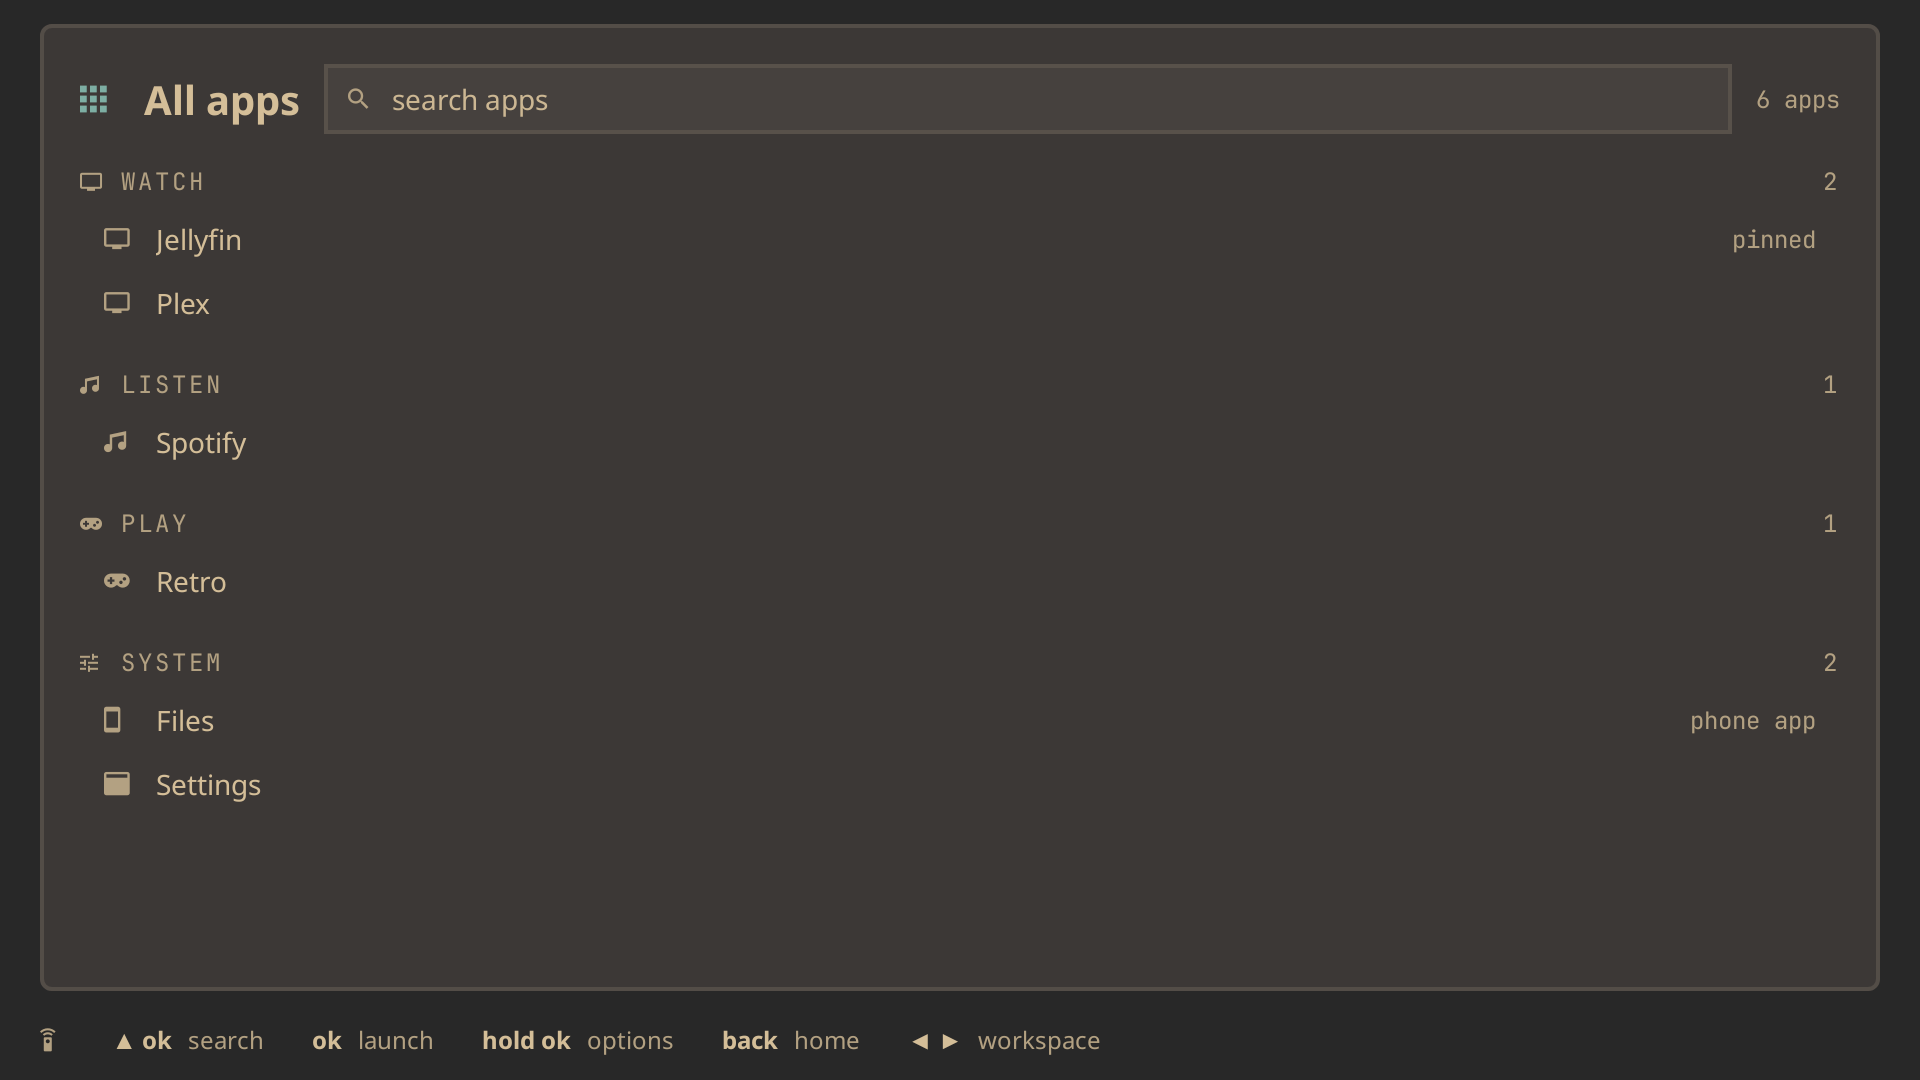 All apps
search apps
6 apps
WATCH 2
Jellyfin pinned
Plex
LISTEN 1
Spotify
PLAY 1
Retro
SYSTEM 2
Files phone app
Settings
▲ ok search ok launch hold ok options back home ◀ ▶ workspace